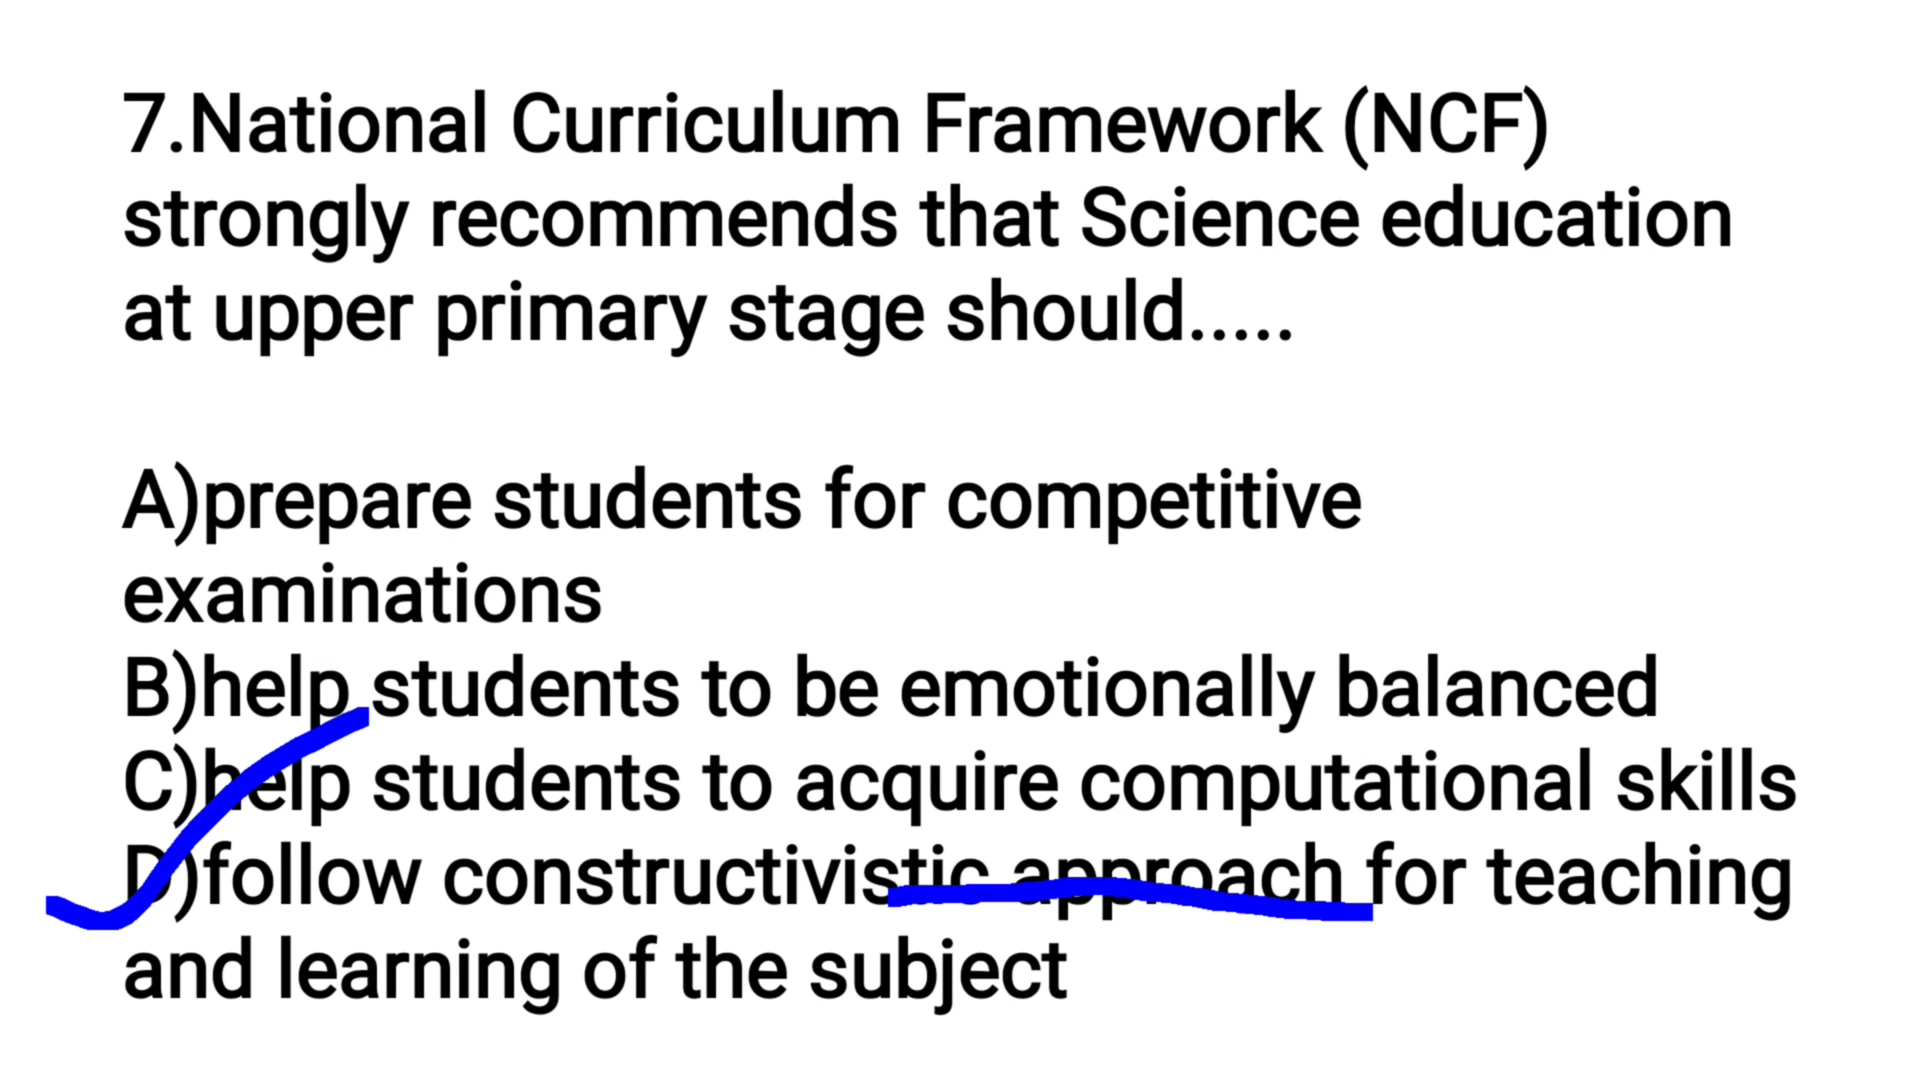 7.National Curriculum Framework (NCF)
strongly recommends that Science education
at upper primary stage should.....
A)prepare students for competitive
examinations
B)help students to be emotionally balanced
C)help students to acquire computational skills
D)follow constructivistic approach for teaching
and learning of the subject